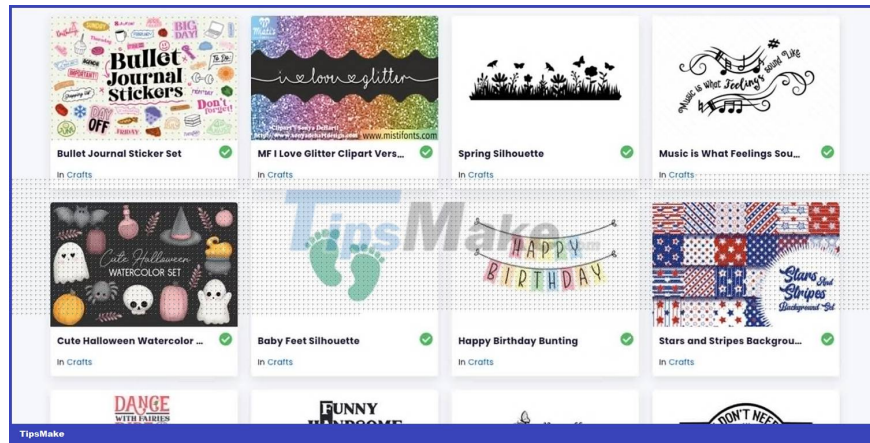 BIG DAY!
To Do
Bullet
Journal
stickers
IMPORTANT!
AGENDA
DAY
OFF
FRIDAY
Don't
forget!
i love glitter
www.mistifonts.com
Music is what Feelings sound Like
Bullet Journal Sticker Set
MF I Love Glitter Clipart Vers...
Spring Silhouette
Music is What Feelings Sou...
In Crafts
In Crafts
In Crafts
In Crafts
TipsMake
.com
Cute Halloween
WATERCOLOR SET
HAPPY
BIRTHDAY
Stars And
Stripes
Background Set
Cute Halloween Watercolor ...
Baby Feet Silhouette
Happy Birthday Bunting
Stars and Stripes Backgrou...
In Crafts
In Crafts
In Crafts
In Crafts
DANCE
WITH FAIRIES
FUNNY
HANDSOME
DON'T NEED
TipsMake